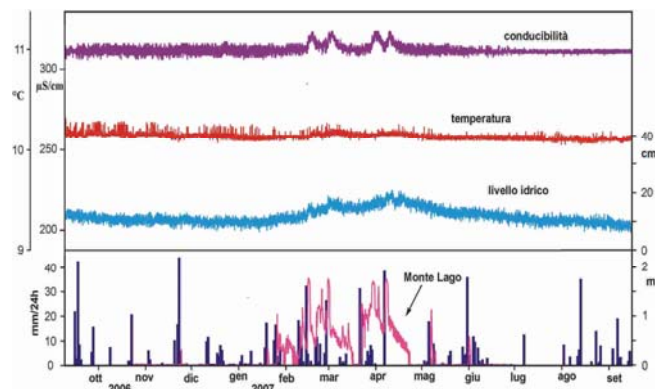 °C
11
10
9
µS/cm
300
250
200
conducibilità
temperatura
livello idrico
40
cm
20
10
0
mm/24h
40
30
20
10
0
Monte Lago
2
m
1
0
ott nov dic gen feb mar apr mag giu lug ago set
2006 2007